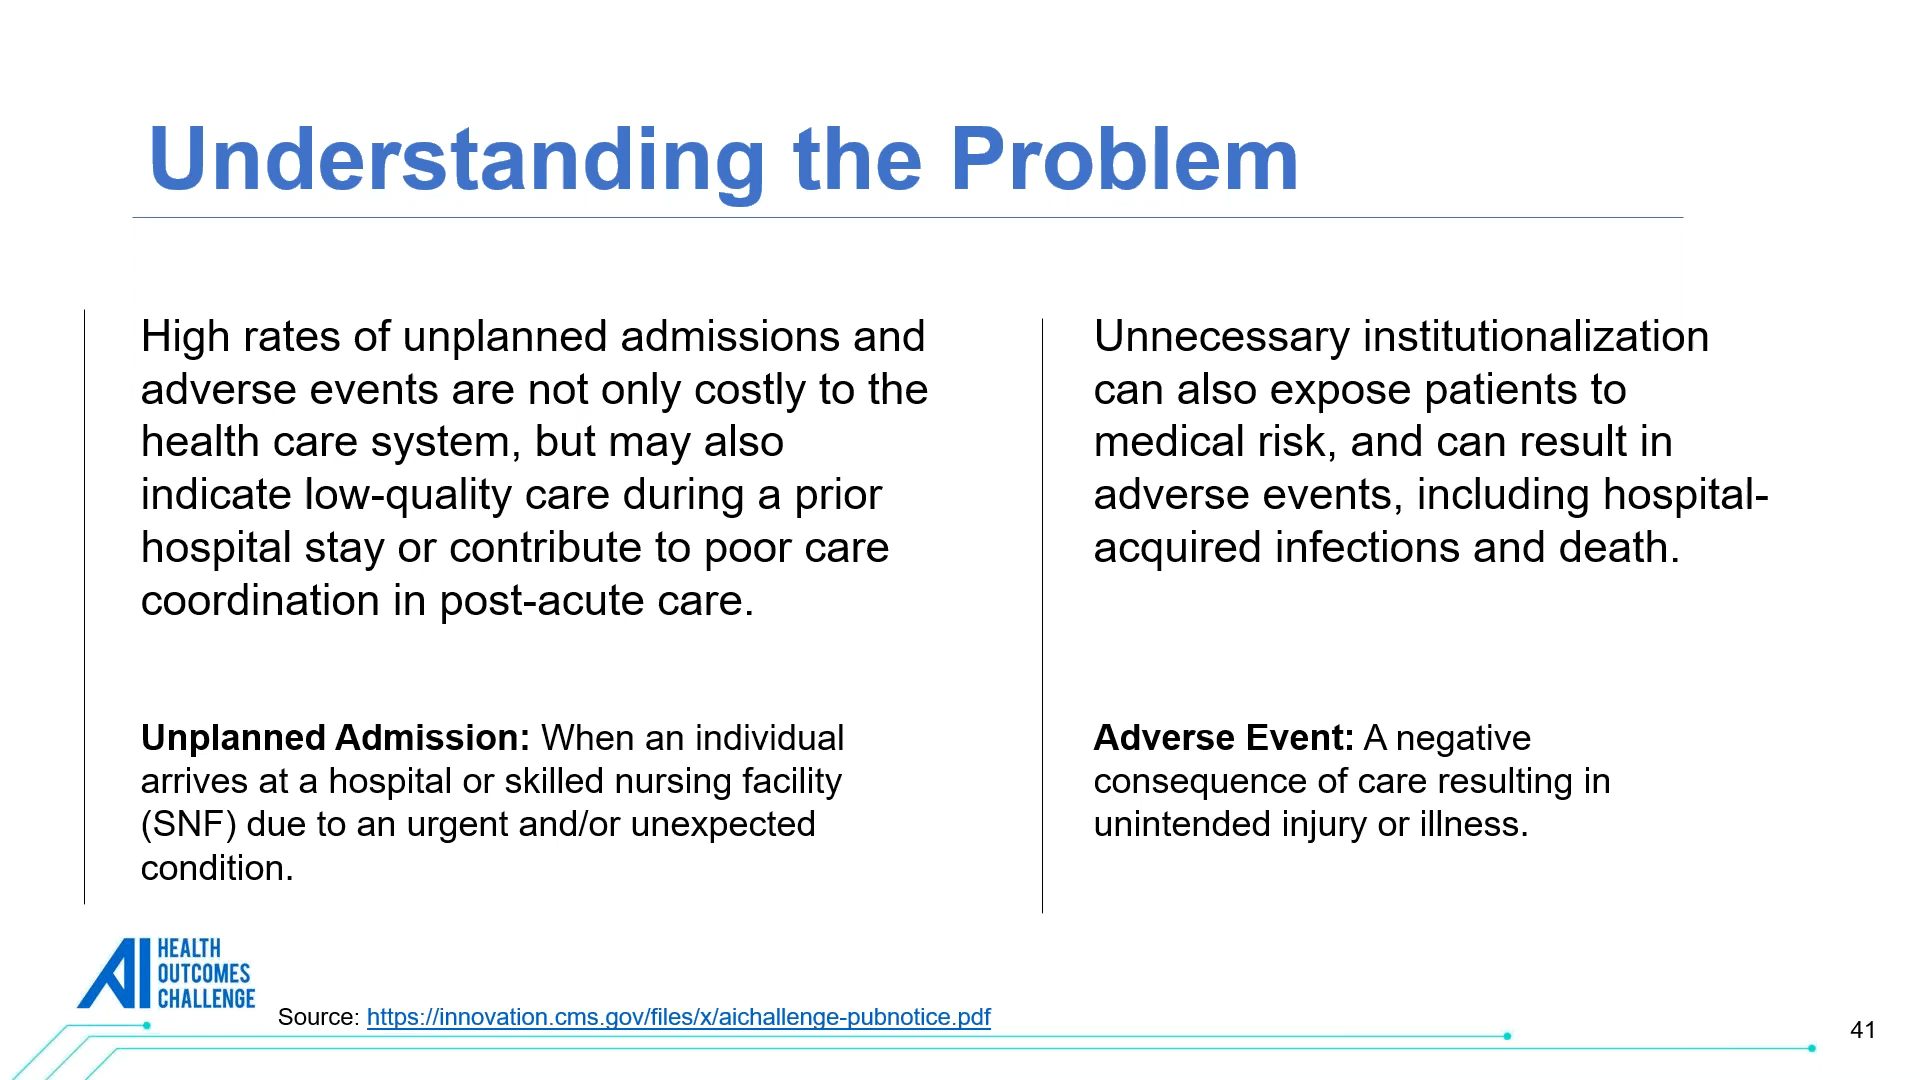 Understanding the Problem
High rates of unplanned admissions and
adverse events are not only costly to the
health care system, but may also
indicate low-quality care during a prior
hospital stay or contribute to poor care
coordination in post-acute care.
Unplanned Admission: When an individual
arrives at a hospital or skilled nursing facility
(SNF) due to an urgent and/or unexpected
condition.
Unnecessary institutionalization
can also expose patients to
medical risk, and can result in
adverse events, including hospital-
acquired infections and death.
Adverse Event: A negative
consequence of care resulting in
unintended injury or illness.
AI HEALTH
OUTCOMES
CHALLENGE
Source: https://innovation.cms.gov/files/x/aichallenge-pubnotice.pdf
41